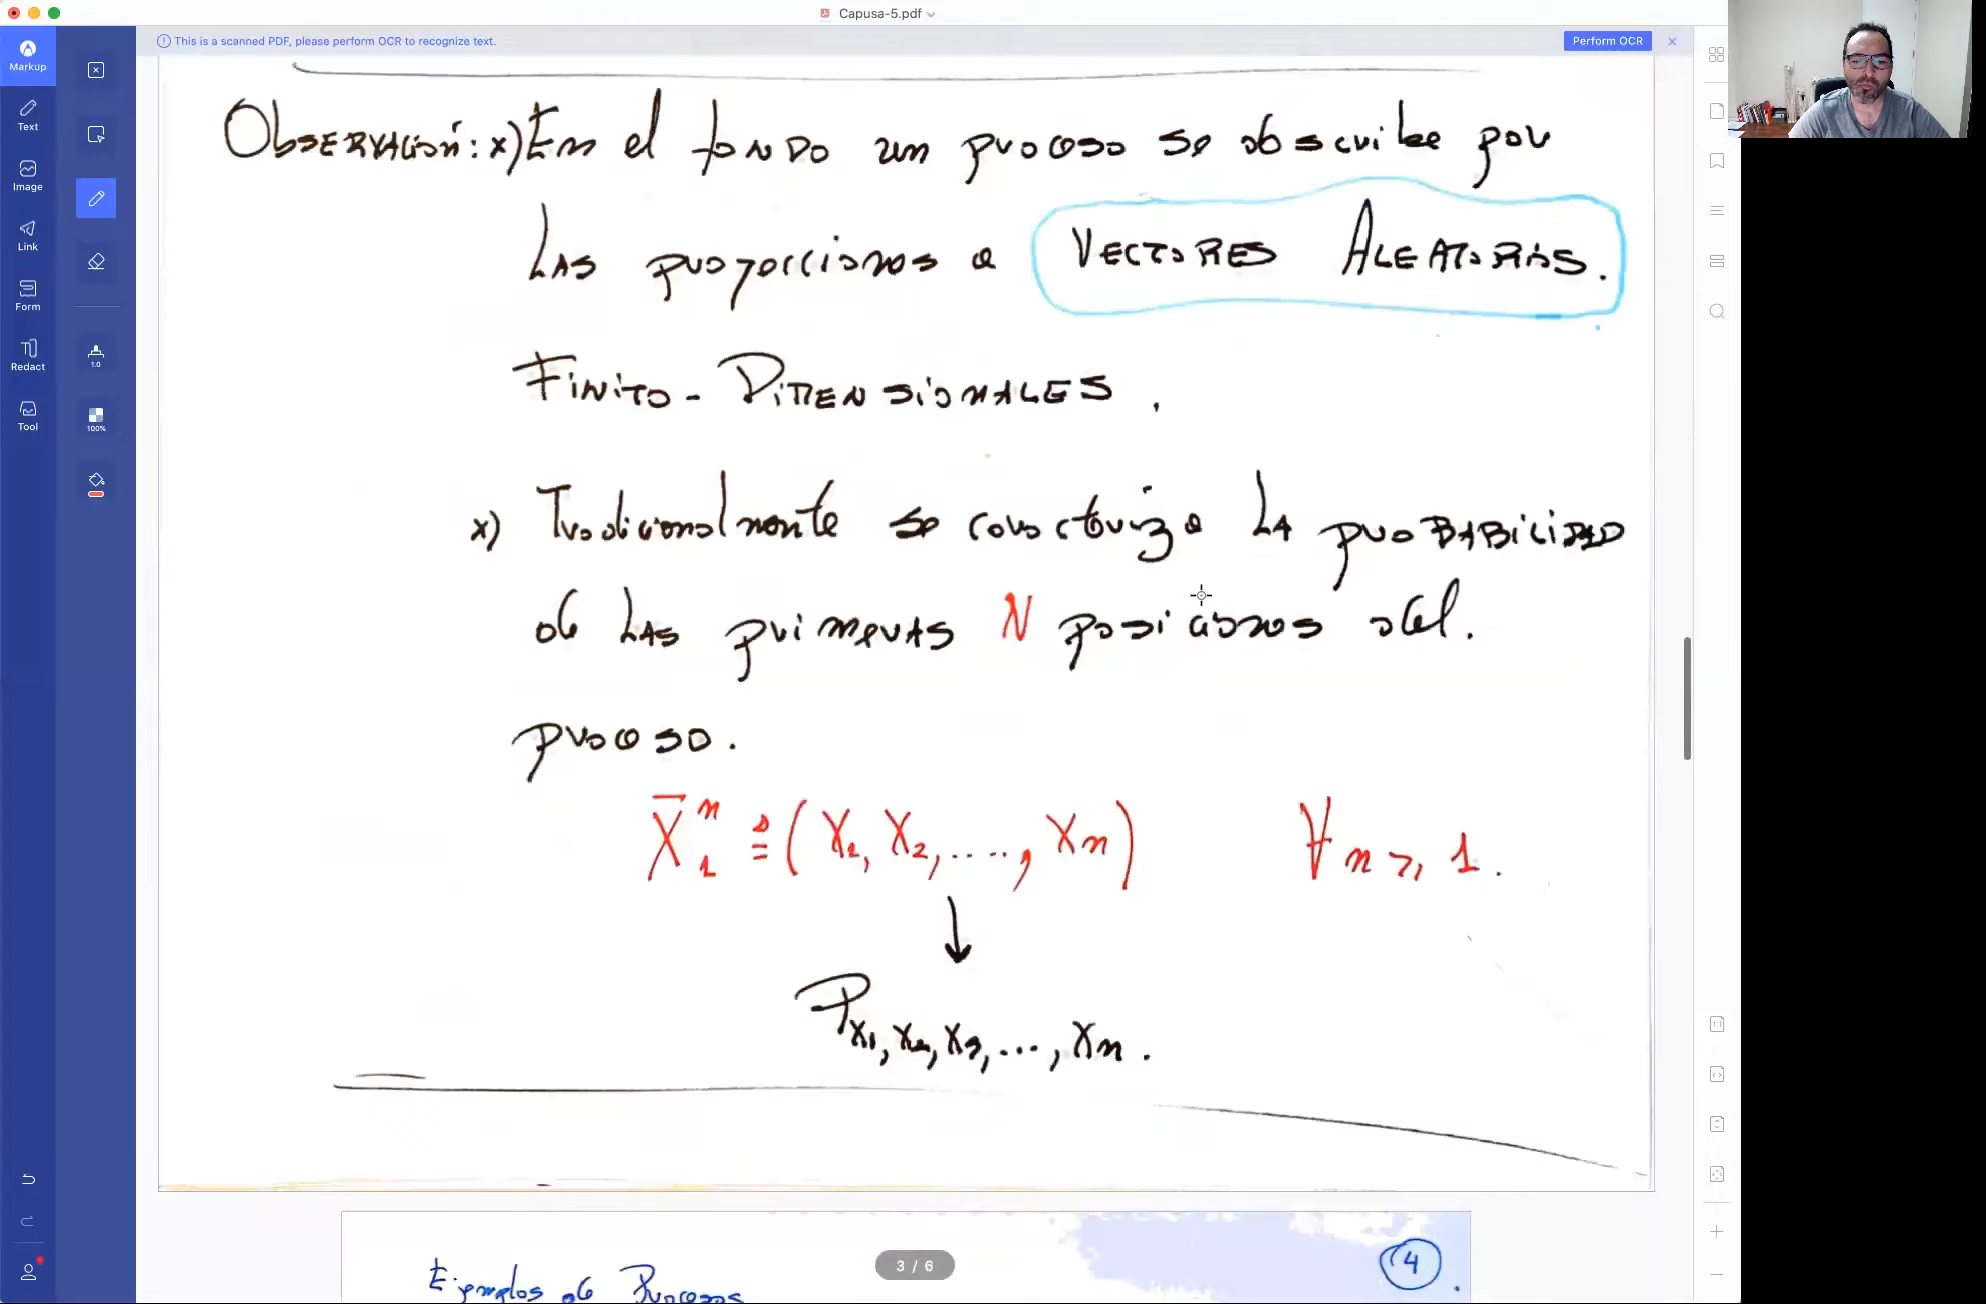 Capusa-5.pdf
This is a scanned PDF, please perform OCR to recognize text.
Perform OCR
Markup
Text
Image
Link
Form
Redact
Tool
1.0
100%
Observación: x) En el fondo un proceso se describe por
las proyecciones a VECTORES ALEATORIOS.
Finito-Dimensionales.
x) Tradicionalmente se caracteriza la probabilidad
de las primeras N posiciones del
proceso.
X̄₁ⁿ ≜ (X₁, X₂, ...., Xn) ∀ n ≥ 1.
↓
P X₁, X₂, X₃, ..., Xn.
3 / 6
4
Ejemplos de Procesos